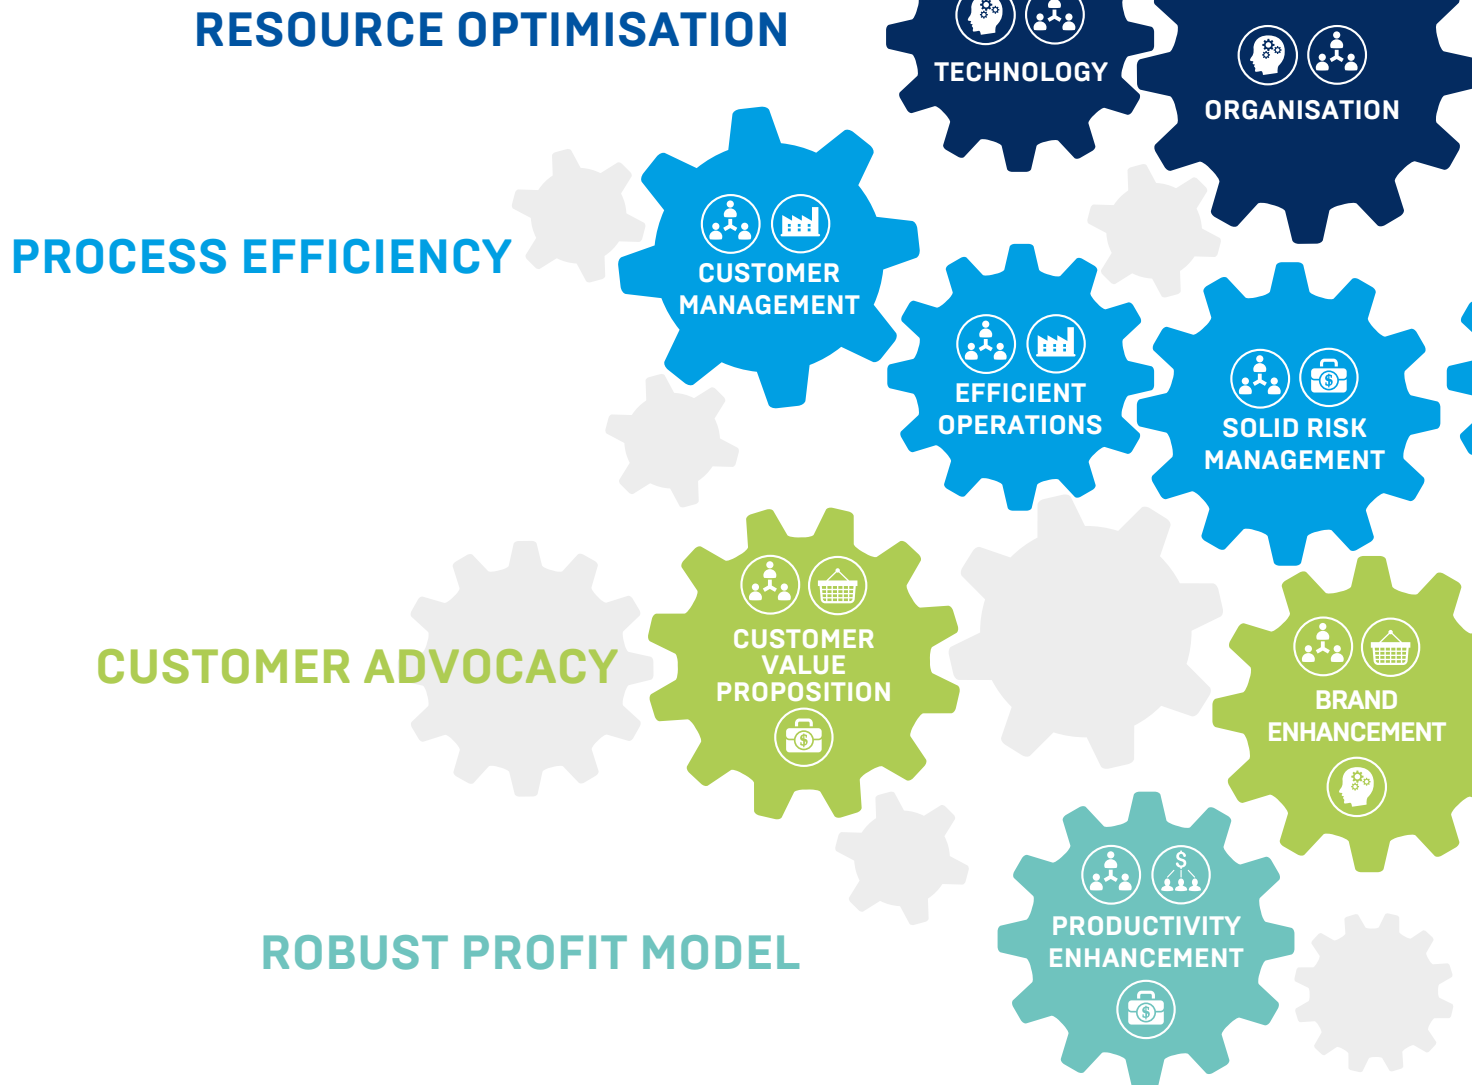 RESOURCE OPTIMISATION
TECHNOLOGY
ORGANISATION
PROCESS EFFICIENCY
CUSTOMER
MANAGEMENT
EFFICIENT
OPERATIONS
SOLID RISK
MANAGEMENT
CUSTOMER ADVOCACY
CUSTOMER
VALUE
PROPOSITION
$
BRAND
ENHANCEMENT
ROBUST PROFIT MODEL
$
PRODUCTIVITY
ENHANCEMENT
$